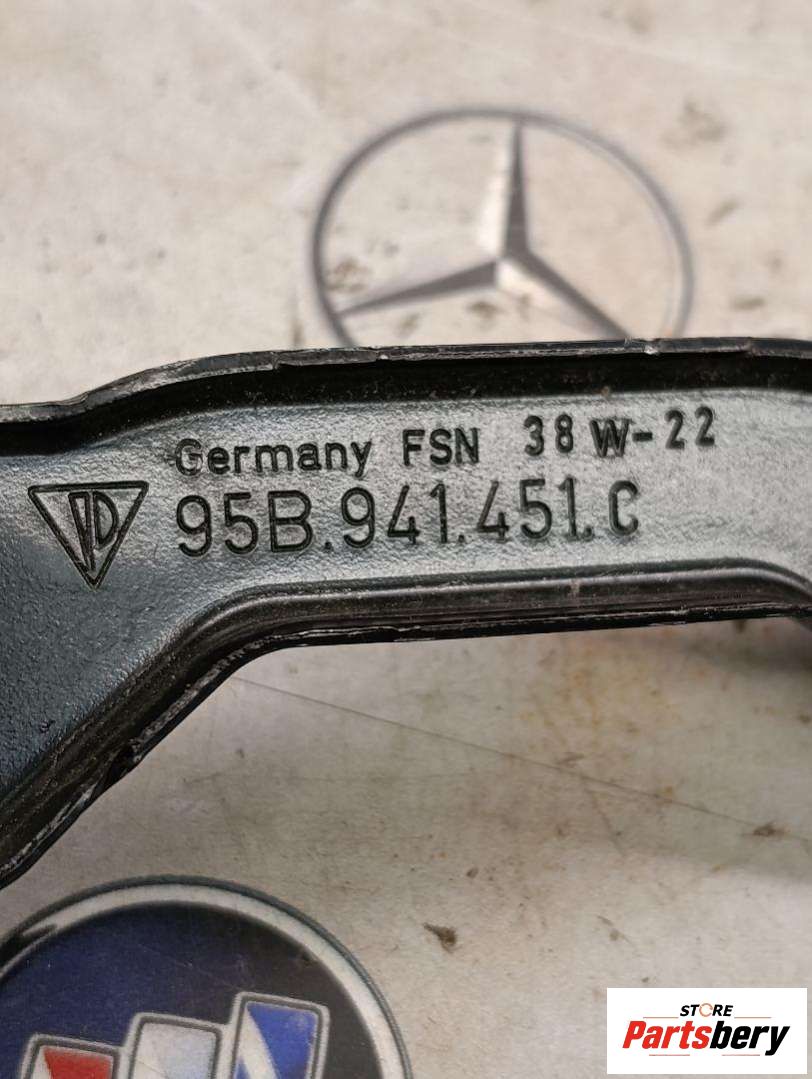 Germany FSN 38 W-22
95B.941.451.C
STORE
Partsbery